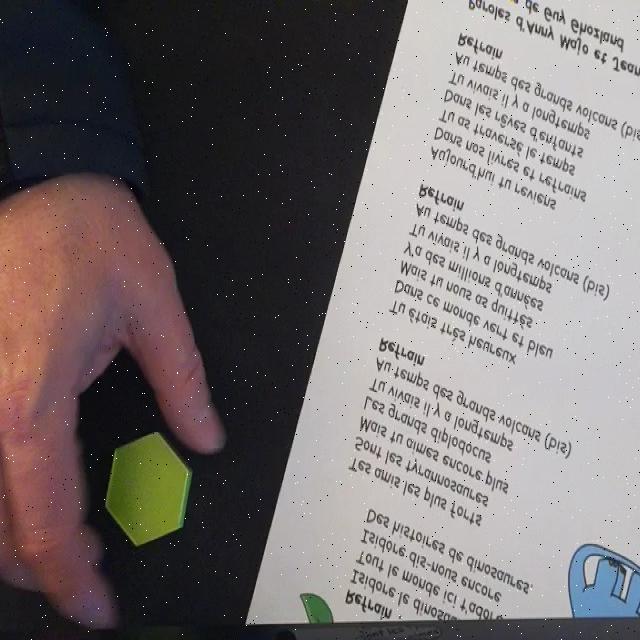 Refrain :
Isidore le
Tout le monde ici t'adore
Isidore dis-nous encore
Des histoires de dinosaures.
Tes amis les plus forts
Sont les tyrannosaures
Mais tu aimes encore plus
Les grands diplodocus
Tu vivais il y a longtemps
Au temps des grands volcans (bis)
Refrain
Tu étais très heureux
Dans ce monde vert et bleu
Mais tu nous as quittés
Y'a des millions d'années
Tu vivais il y a longtemps
Au temps des grands volcans (bis)
Refrain
Aujourd'hui tu reviens
Dans nos livres et refrains
Tu as traversé le temps
Dans les rêves d'enfants
Tu vivais il y a longtemps
Au temps des grands volcans (bis
Refrain
Paroles d'Anny Majo et Jean
de Guy Ghozland